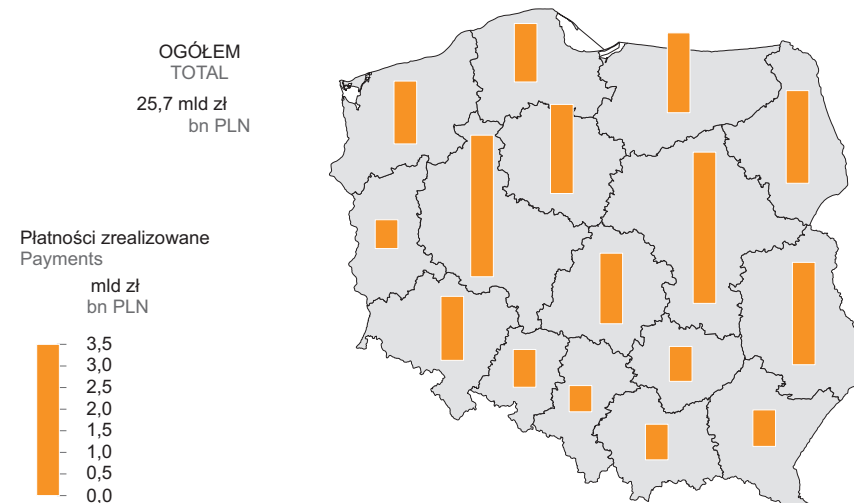 OGÓŁEM
TOTAL
25,7 mld zł
bn PLN
Płatności zrealizowane
Payments
mld zł
bn PLN
3,5
3,0
2,5
2,0
1,5
1,0
0,5
0,0